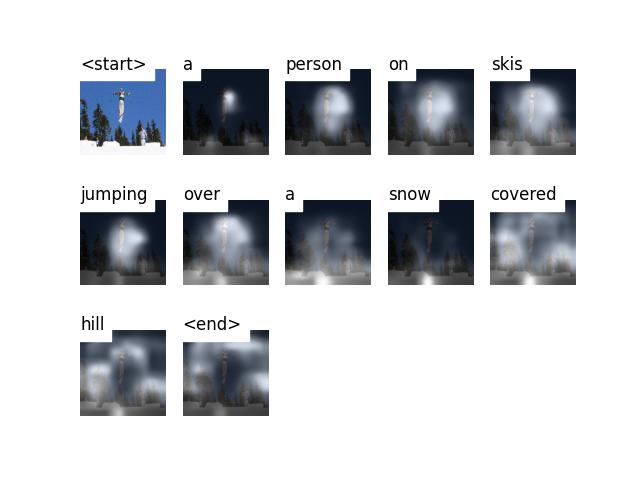 <start> a person on skis
jumping over a snow covered
hill <end>